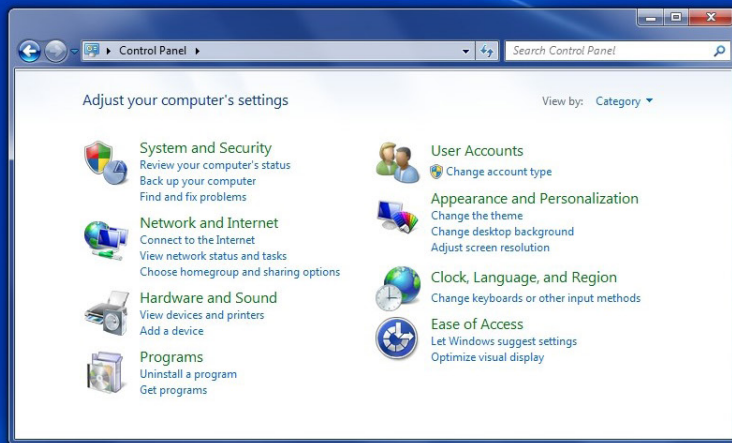 Control Panel
Search Control Panel
Adjust your computer's settings
View by: Category
System and Security
Review your computer's status
Back up your computer
Find and fix problems
Network and Internet
Connect to the Internet
View network status and tasks
Choose homegroup and sharing options
Hardware and Sound
View devices and printers
Add a device
Programs
Uninstall a program
Get programs
User Accounts
Change account type
Appearance and Personalization
Change the theme
Change desktop background
Adjust screen resolution
Clock, Language, and Region
Change keyboards or other input methods
Ease of Access
Let Windows suggest settings
Optimize visual display